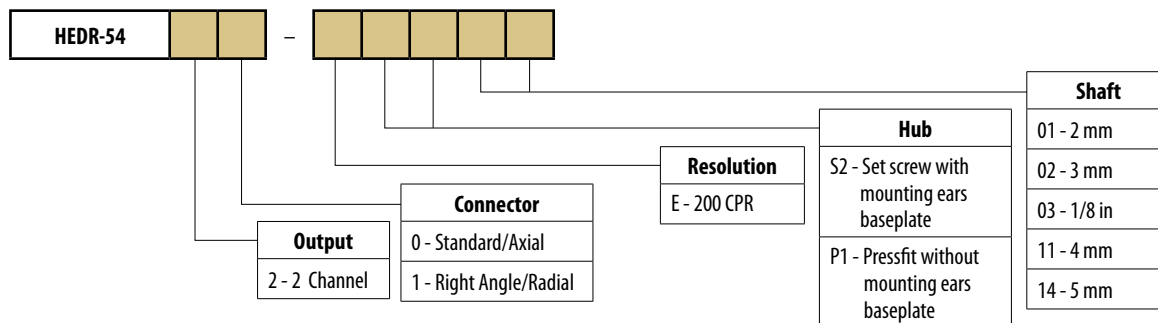 HEDR-54 –
Shaft
01 - 2 mm
02 - 3 mm
03 - 1/8 in
11 - 4 mm
14 - 5 mm
Hub
S2 - Set screw with
mounting ears
baseplate
P1 - Pressfit without
mounting ears
baseplate
Resolution
E - 200 CPR
Connector
0 - Standard/Axial
1 - Right Angle/Radial
Output
2 - 2 Channel